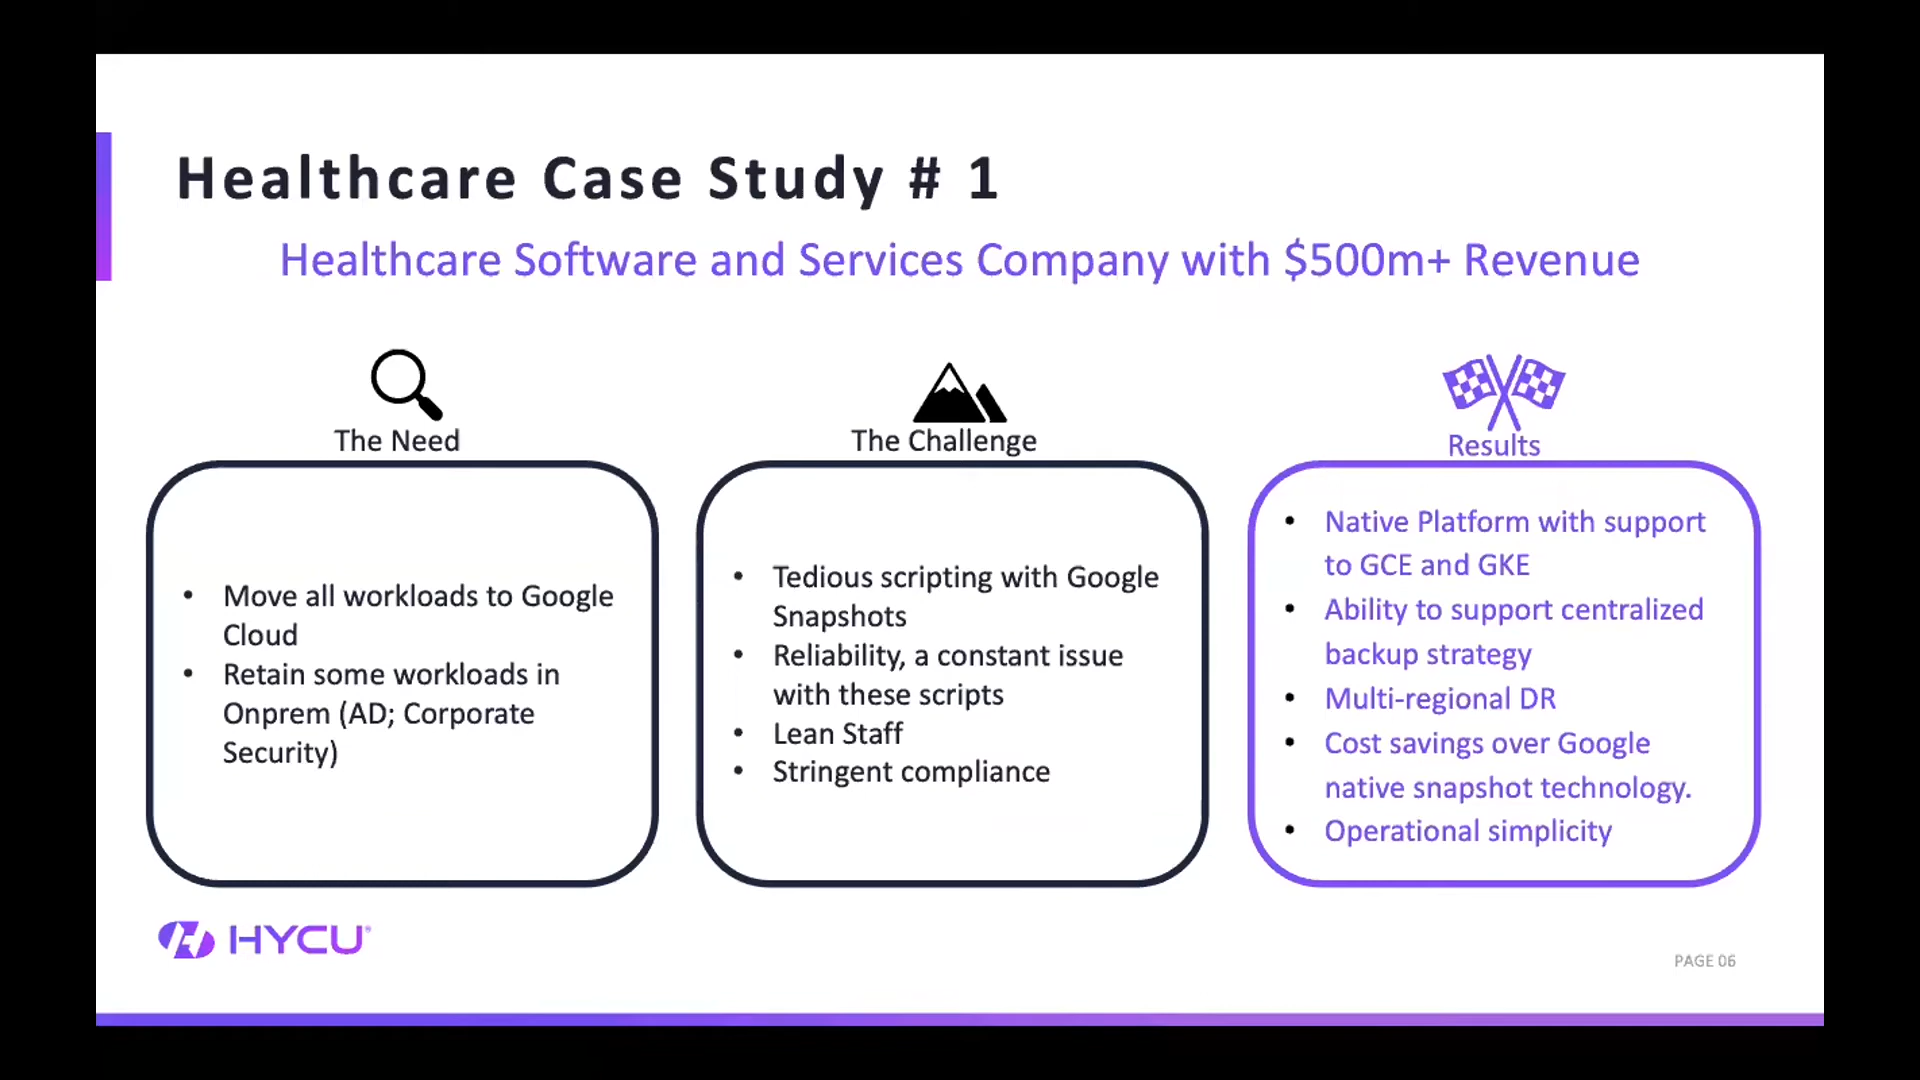 Healthcare Case Study # 1
Healthcare Software and Services Company with $500m+ Revenue
The Need
• Move all workloads to Google
Cloud
• Retain some workloads in
Onprem (AD; Corporate
Security)
The Challenge
• Tedious scripting with Google
Snapshots
• Reliability, a constant issue
with these scripts
• Lean Staff
• Stringent compliance
Results
• Native Platform with support
to GCE and GKE
• Ability to support centralized
backup strategy
• Multi-regional DR
• Cost savings over Google
native snapshot technology.
• Operational simplicity
HYCU®
PAGE 06